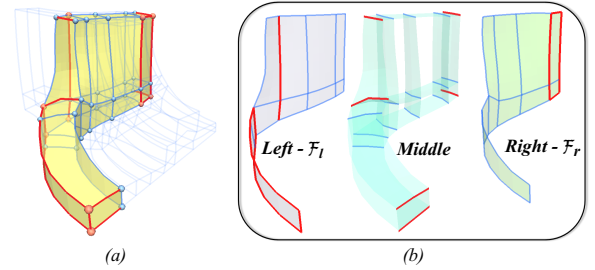 Left - ℱl Middle Right - ℱr
(a) (b)